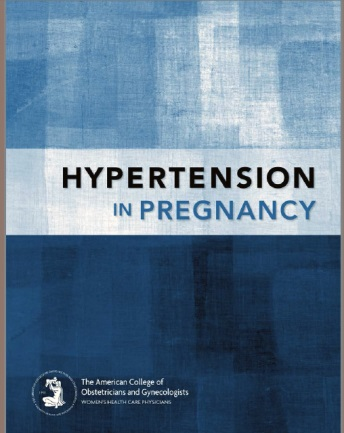 HYPERTENSION
IN PREGNANCY
The American College of
Obstetricians and Gynecologists
WOMEN'S HEALTH CARE PHYSICIANS